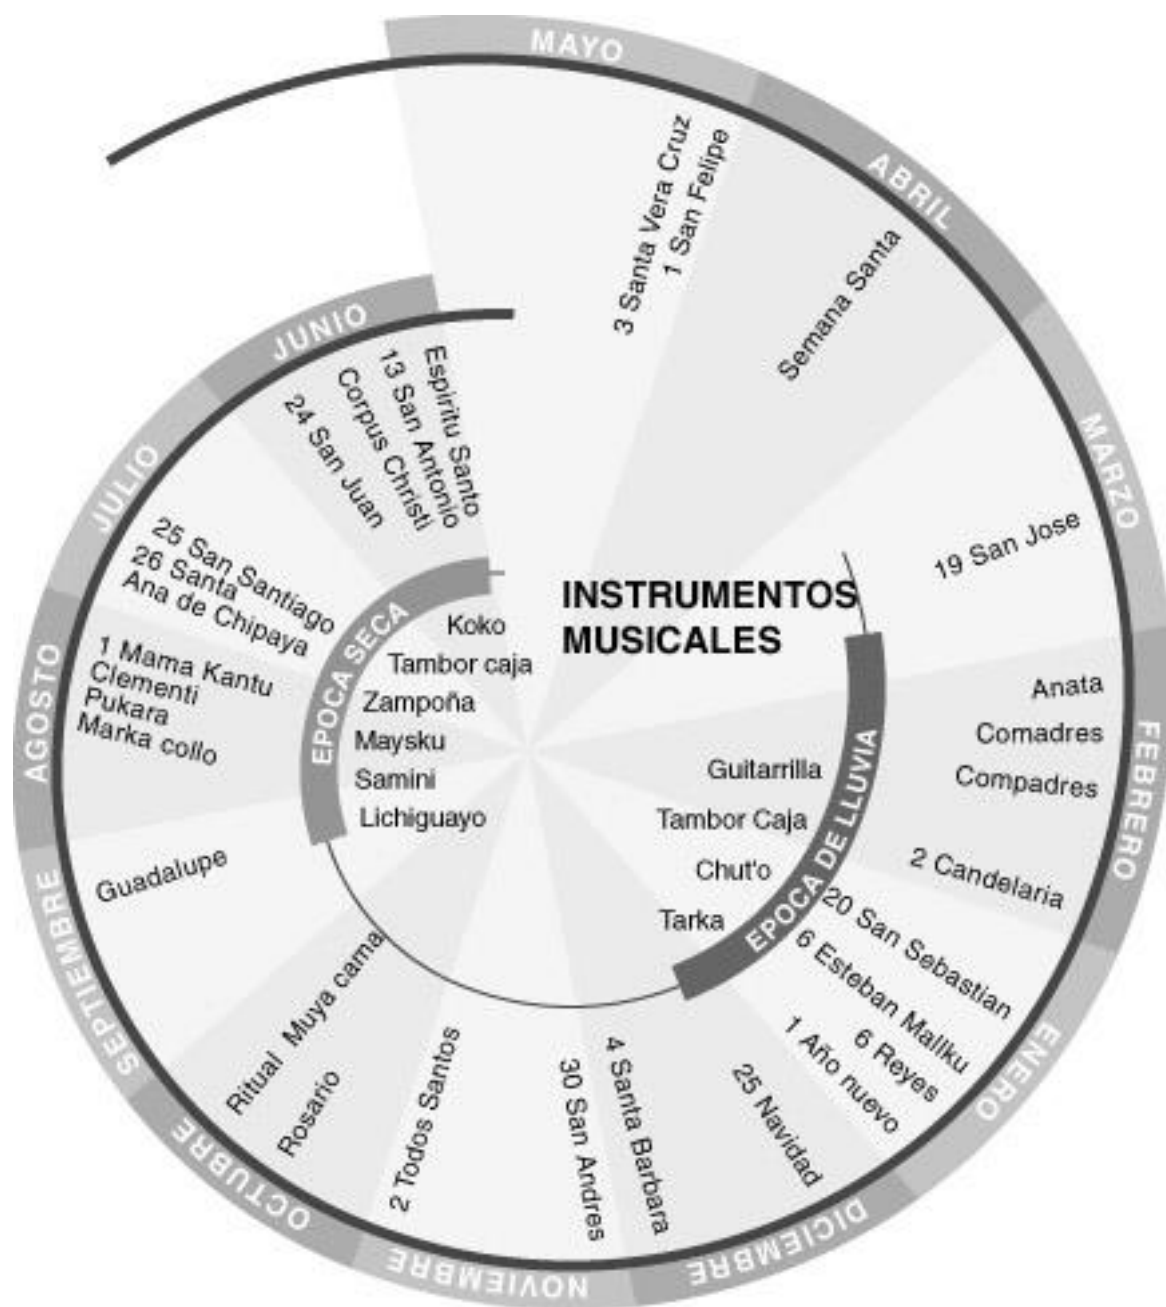 MAYO
ABRIL
MARZO
FEBRERO
ENERO
DICIEMBRE
NOVIEMBRE
OCTUBRE
SEPTIEMBRE
AGOSTO
JULIO
JUNIO
3 Santa Vera Cruz
1 San Felipe
Semana Santa
19 San Jose
Anata
Comadres
Compadres
2 Candelaria
20 San Sebastian
6 Esteban Mallku
6 Reyes
1 Año nuevo
25 Navidad
4 Santa Barbara
30 San Andres
2 Todos Santos
Rosario
Riitual Muya cama
Guadalupe
1 Mama Kantu
Clementi
Pukara
Marka collo
25 San Santiago
26 Santa
Ana de Chipaya
24 San Juan
Corpus Christi
13 San Antonio
Espiritu Santo
INSTRUMENTOS
MUSICALES
EPOCA SECA
Koko
Tambor caja
Zampoña
Maysku
Samini
Lichiguayo
EPOCA DE LLUVIA
Guitarrilla
Tambor Caja
Chut'o
Tarka